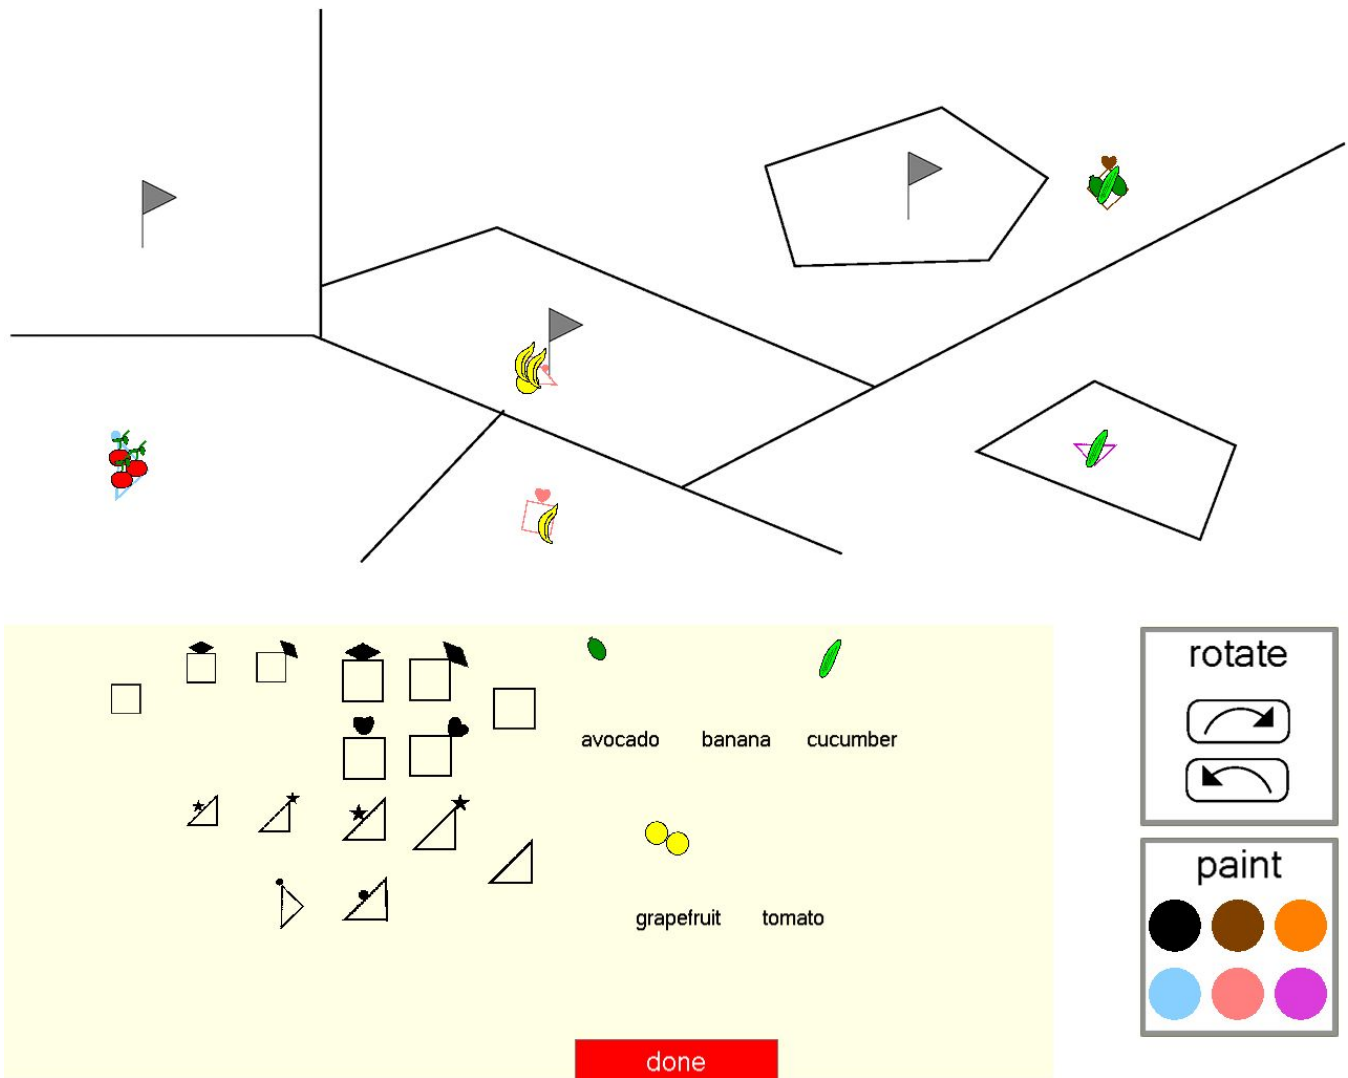 rotate
avocado banana cucumber
paint
grapefruit tomato
done